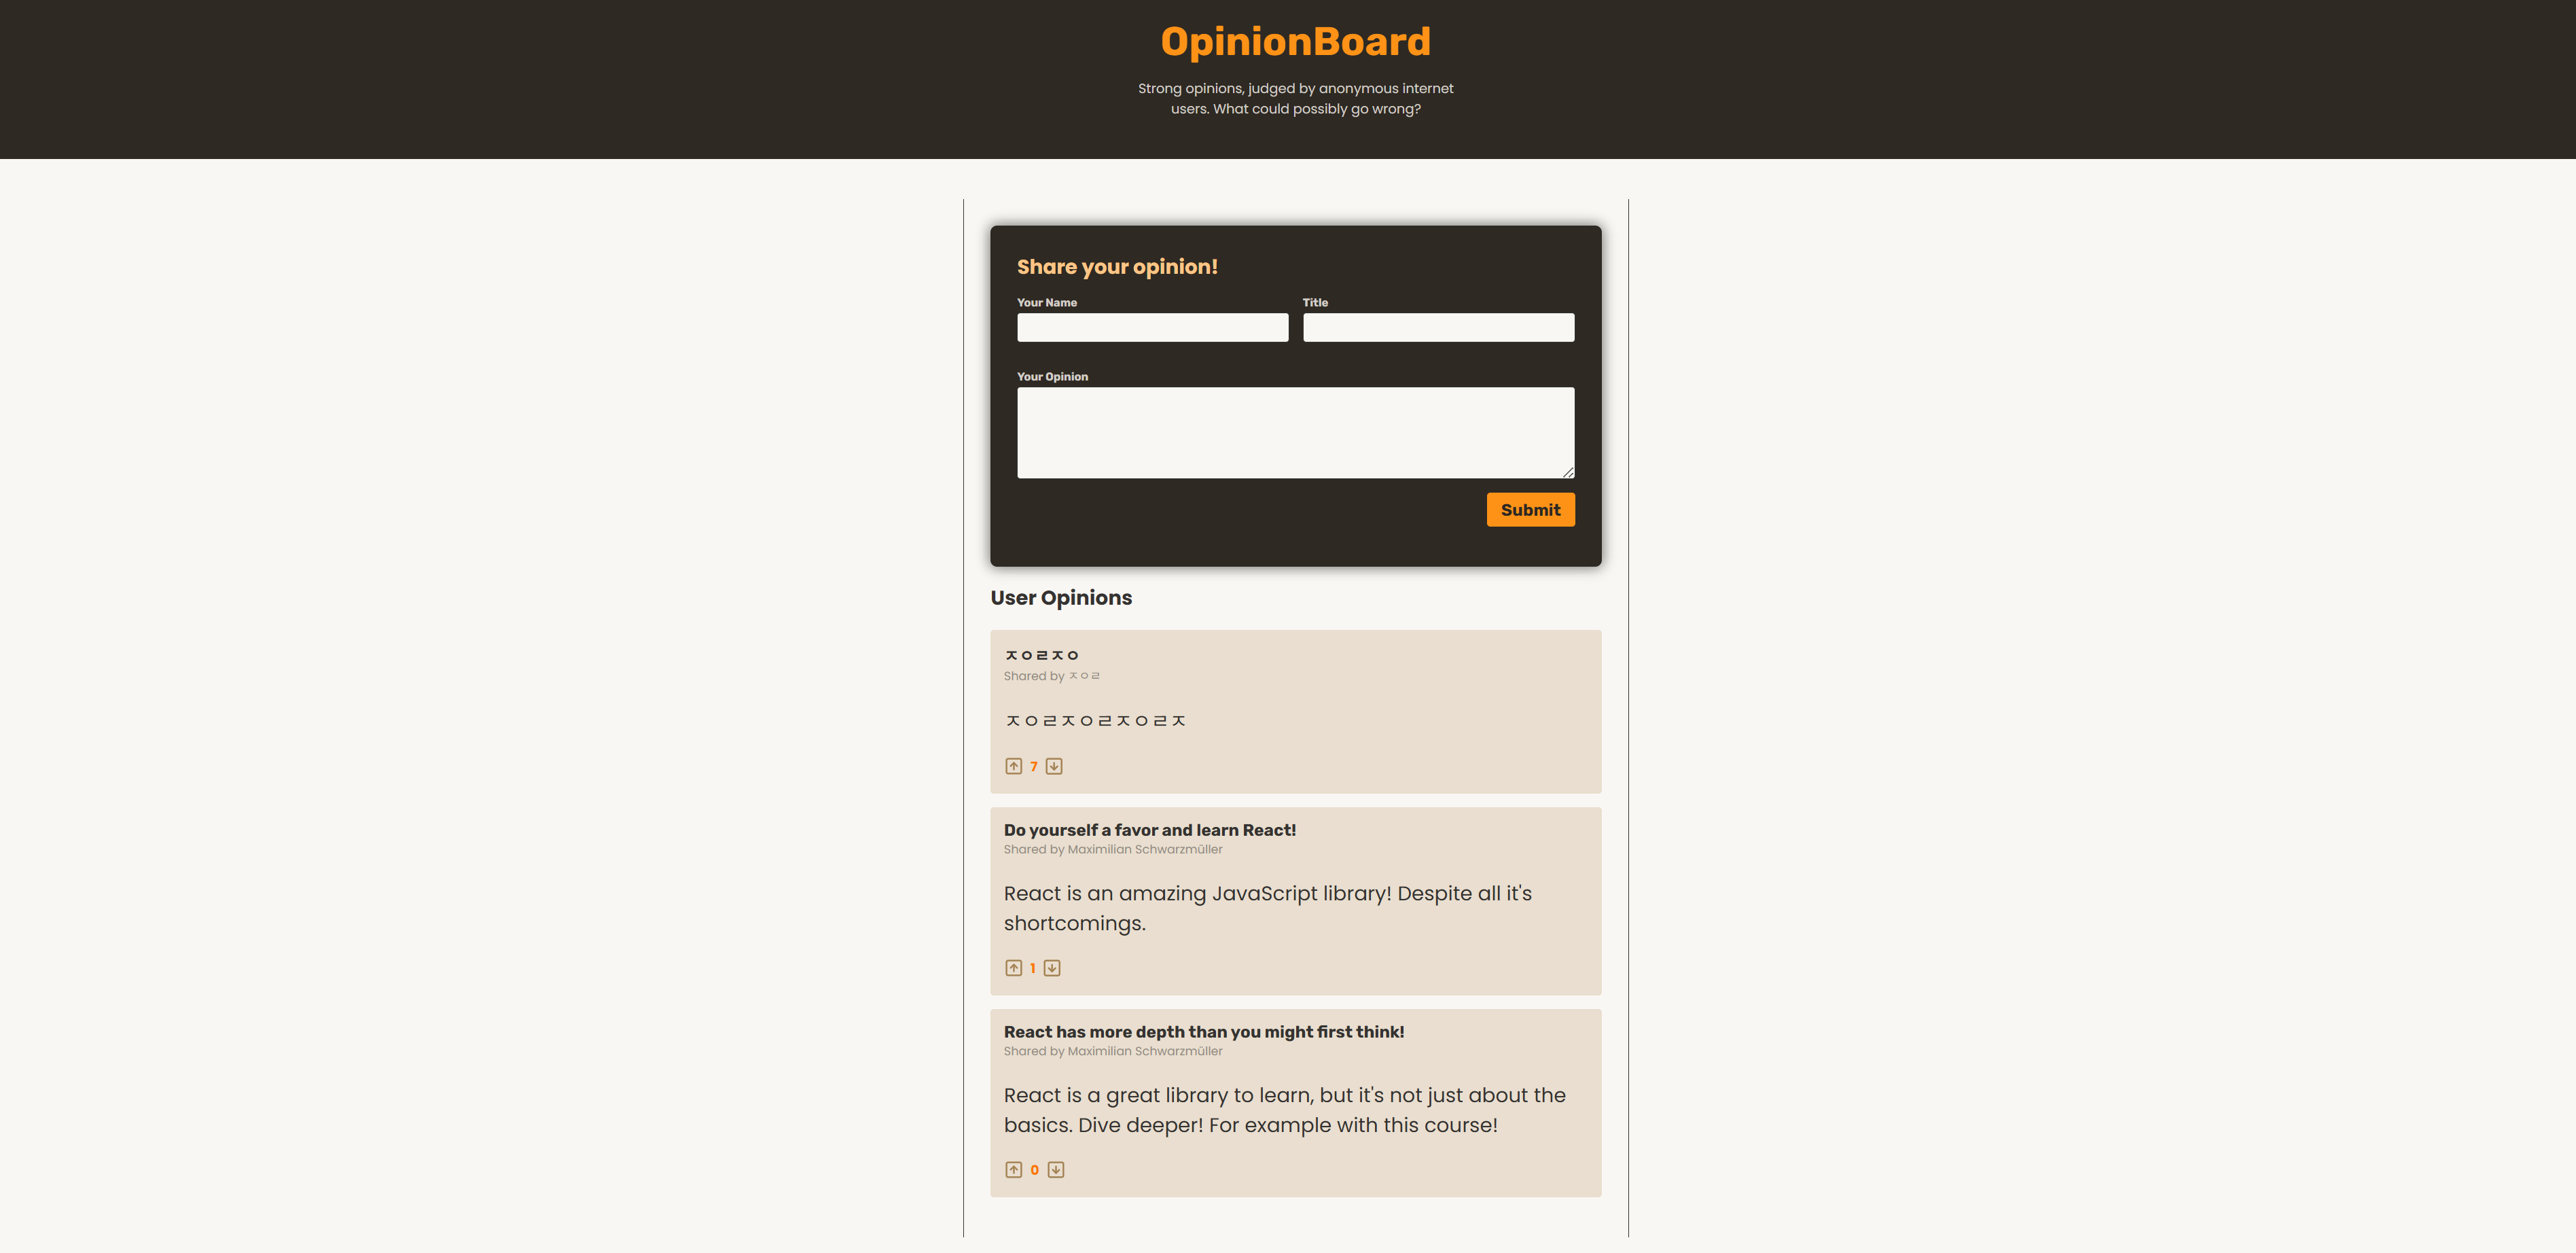 OpinionBoard
Strong opinions, judged by anonymous internet
users. What could possibly go wrong?
Share your opinion!
Your Name
Title
Your Opinion
Submit
User Opinions
ㅈㅇㄹㅈㅇ
Shared by ㅈㅇㄹ
ㅈㅇㄹㅈㅇㄹㅈㅇㄹㅈ
7
Do yourself a favor and learn React!
Shared by Maximilian Schwarzmüller
React is an amazing JavaScript library! Despite all it's
shortcomings.
1
React has more depth than you might first think!
Shared by Maximilian Schwarzmüller
React is a great library to learn, but it's not just about the
basics. Dive deeper! For example with this course!
0